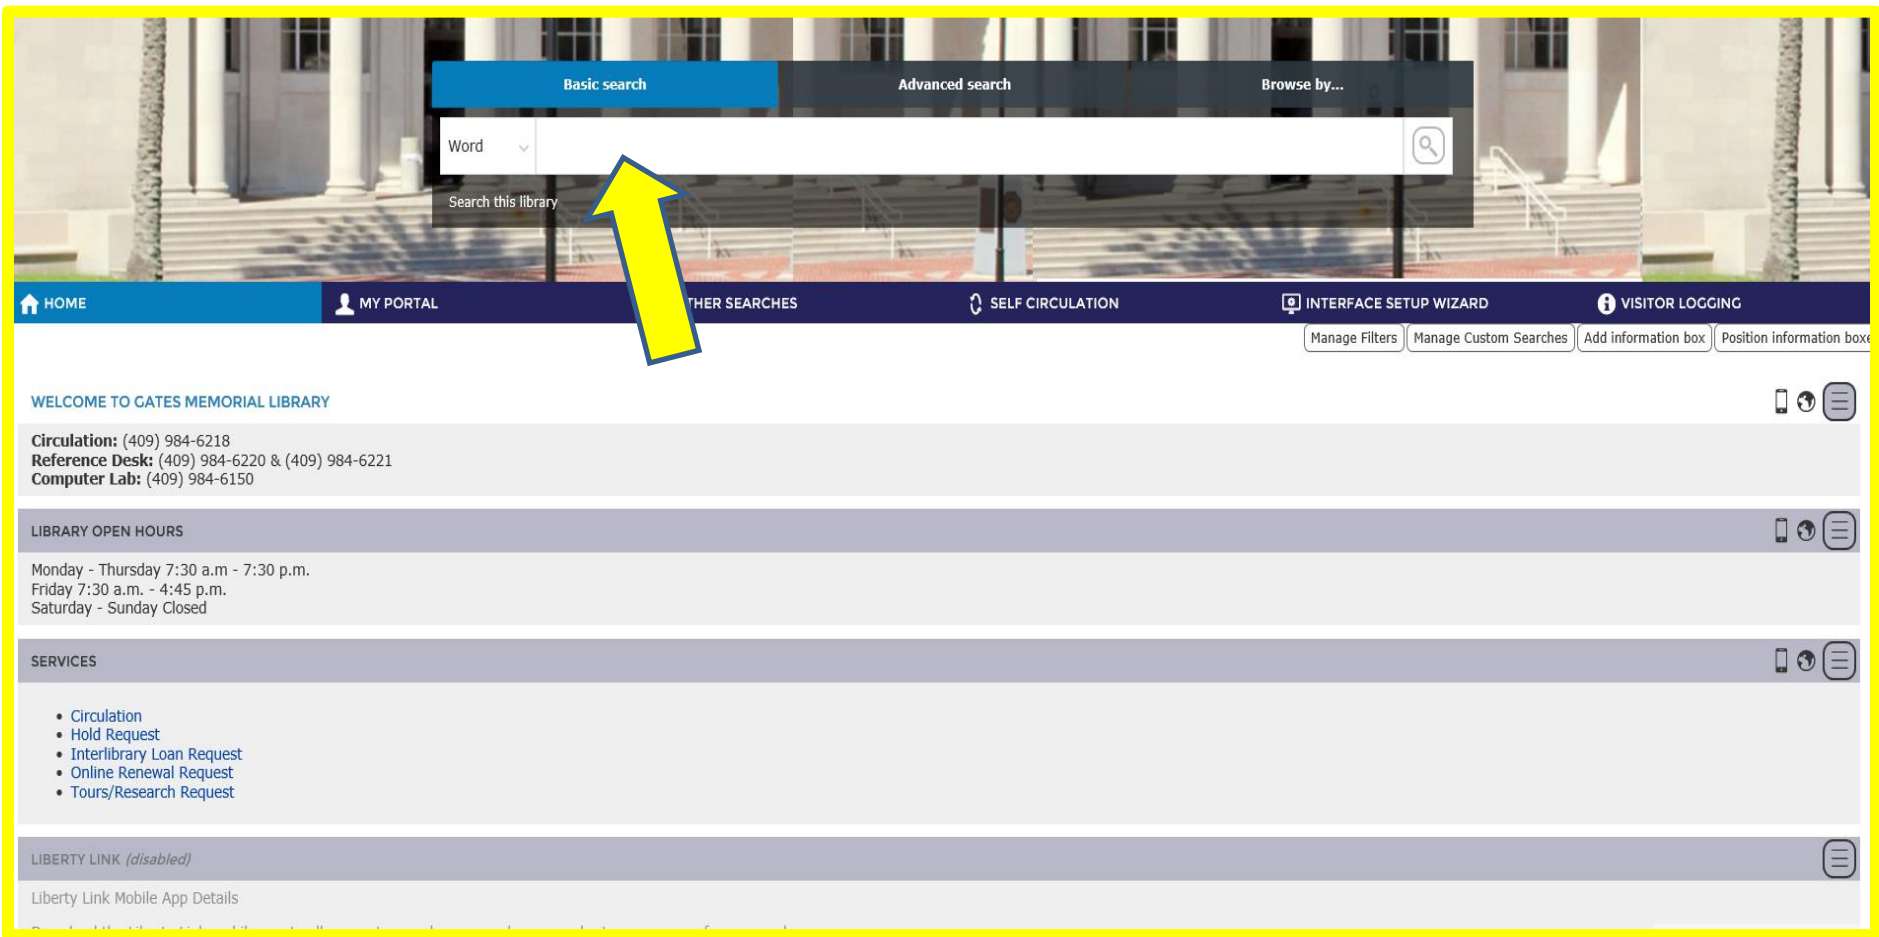 Basic search
Advanced search
Browse by...
Word
Search this library
HOME
MY PORTAL
THER SEARCHES
SELF CIRCULATION
INTERFACE SETUP WIZARD
VISITOR LOGGING
Manage Filters
Manage Custom Searches
Add information box
Position information boxe
WELCOME TO GATES MEMORIAL LIBRARY
Circulation: (409) 984-6218
Reference Desk: (409) 984-6220 & (409) 984-6221
Computer Lab: (409) 984-6150
LIBRARY OPEN HOURS
Monday - Thursday 7:30 a.m - 7:30 p.m.
Friday 7:30 a.m. - 4:45 p.m.
Saturday - Sunday Closed
SERVICES
• Circulation
• Hold Request
• Interlibrary Loan Request
• Online Renewal Request
• Tours/Research Request
LIBERTY LINK (disabled)
Liberty Link Mobile App Details